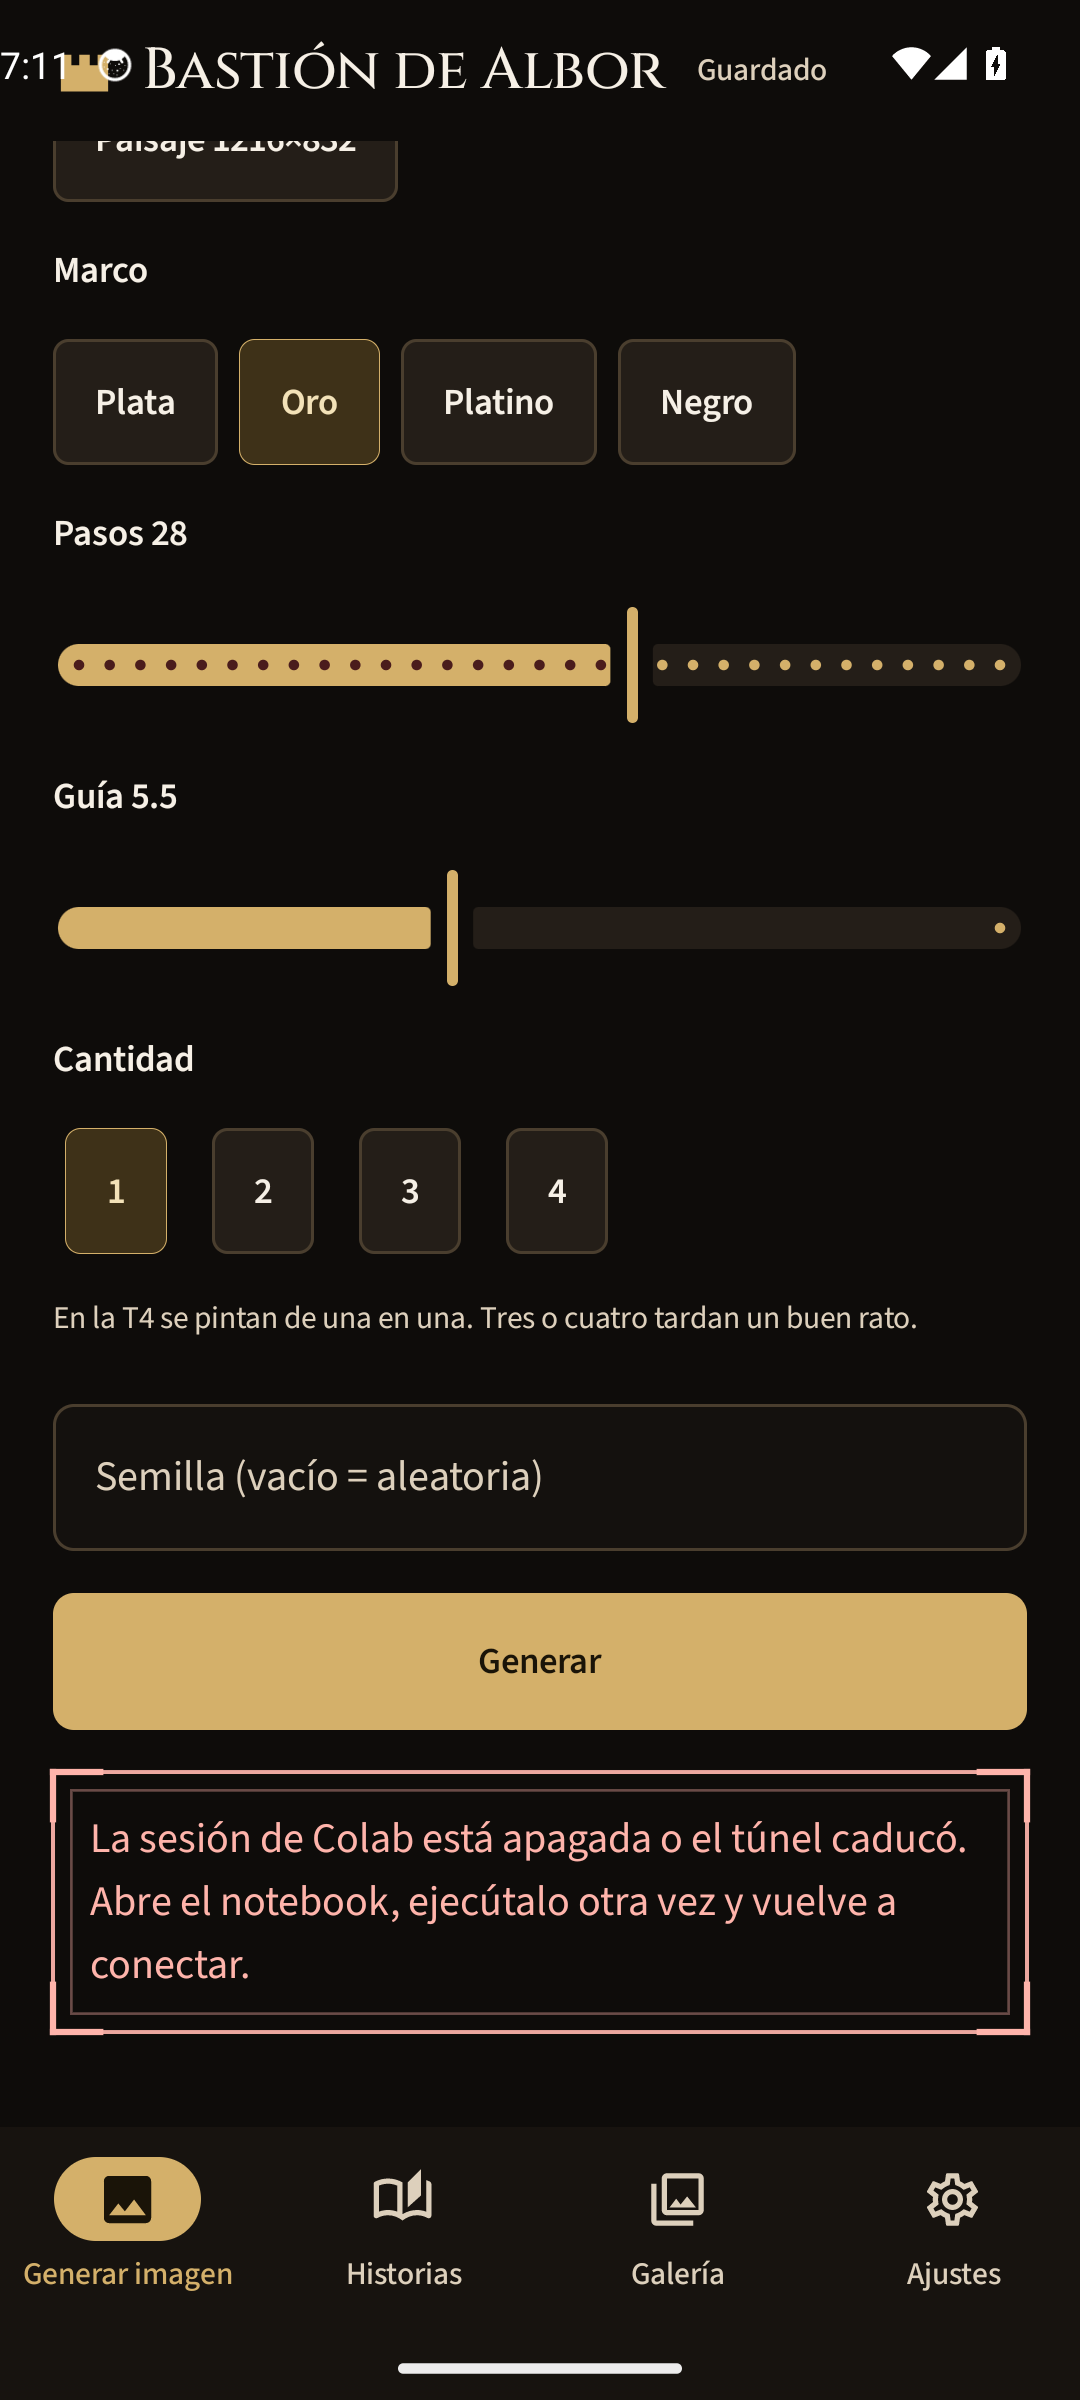 7:11
BASTIÓN DE ALBOR
Guardado
Paisaje 1216×832
Marco
Plata
Oro
Platino
Negro
Pasos 28
Guía 5.5
Cantidad
1
2
3
4
En la T4 se pintan de una en una. Tres o cuatro tardan un buen rato.
Semilla (vacío = aleatoria)
Generar
La sesión de Colab está apagada o el túnel caducó.
Abre el notebook, ejecútalo otra vez y vuelve a
conectar.
Generar imagen
Historias
Galería
Ajustes